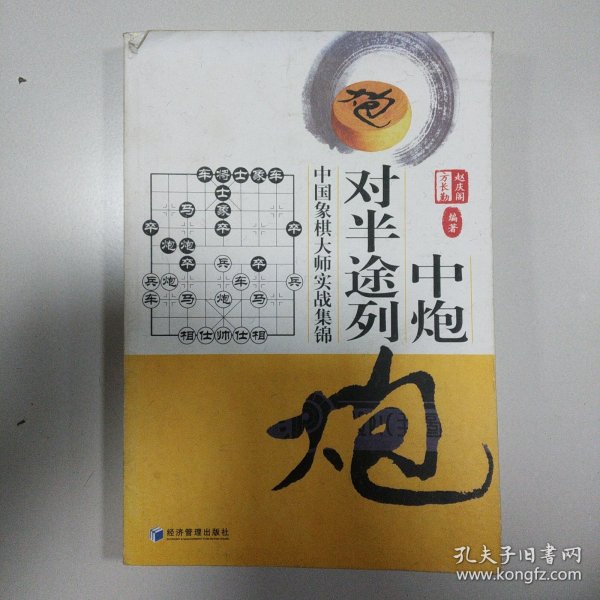 炮
中炮
对半途列
炮
中国象棋大师实战集锦
赵庆阁
方长勤
编著
车将士象车
士
马象
卒卒卒
炮炮
卒兵卒
兵炮车兵
车马炮马
相仕帅仕相
经济管理出版社
孔夫子旧书网
www.kongfz.com